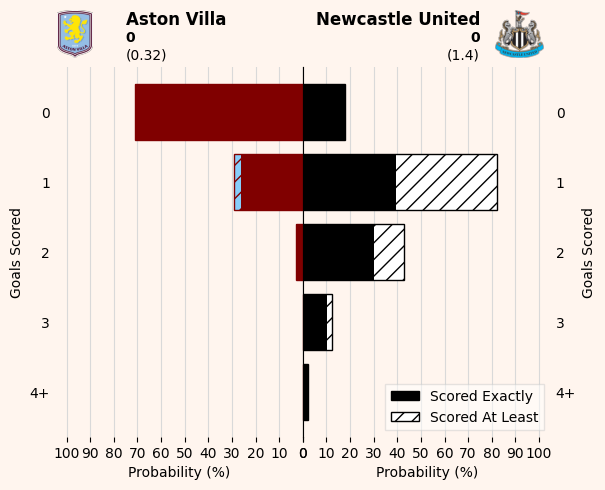 Aston Villa
0
(0.32)
Newcastle United
0
(1.4)
Goals Scored
0
1
2
3
4+
0
1
2
3
4+
Goals Scored
Scored Exactly
Scored At Least
100 90 80 70 60 50 40 30 20 10 0
0 10 20 30 40 50 60 70 80 90 100
Probability (%)
Probability (%)